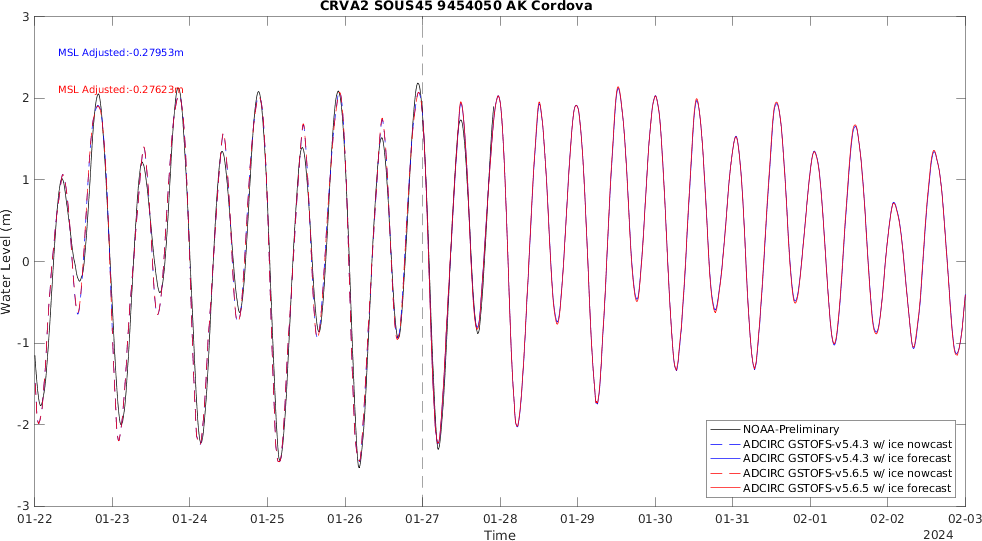 CRVA2 SOUS45 9454050 AK Cordova
MSL Adjusted:-0.27953m
MSL Adjusted:-0.27623m
Water Level (m)
3
2
1
0
-1
-2
-3
NOAA-Preliminary
ADCIRC GSTOFS-v5.4.3 w/ ice nowcast
ADCIRC GSTOFS-v5.4.3 w/ ice forecast
ADCIRC GSTOFS-v5.6.5 w/ ice nowcast
ADCIRC GSTOFS-v5.6.5 w/ ice forecast
01-22 01-23 01-24 01-25 01-26 01-27 01-28 01-29 01-30 01-31 02-01 02-02 02-03
Time
2024